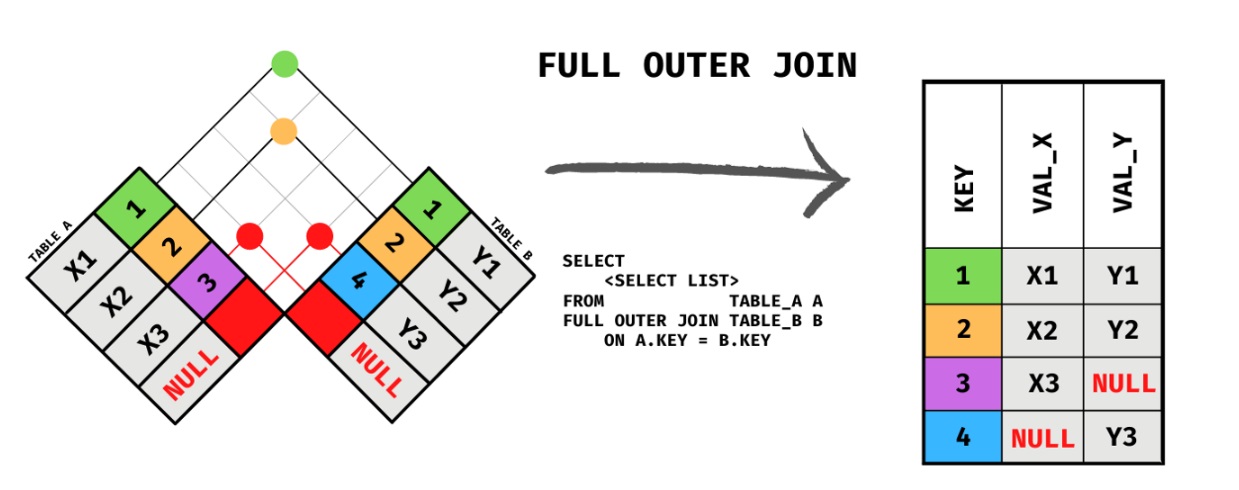 FULL OUTER JOIN
TABLE A
1
2
3
X1
X2
X3
NULL
TABLE B
1
2
4
Y1
Y2
Y3
NULL
SELECT
<SELECT LIST>
FROM TABLE_A A
FULL OUTER JOIN TABLE_B B
ON A.KEY = B.KEY
KEY VAL_X VAL_Y
1 X1 Y1
2 X2 Y2
3 X3 NULL
4 NULL Y3